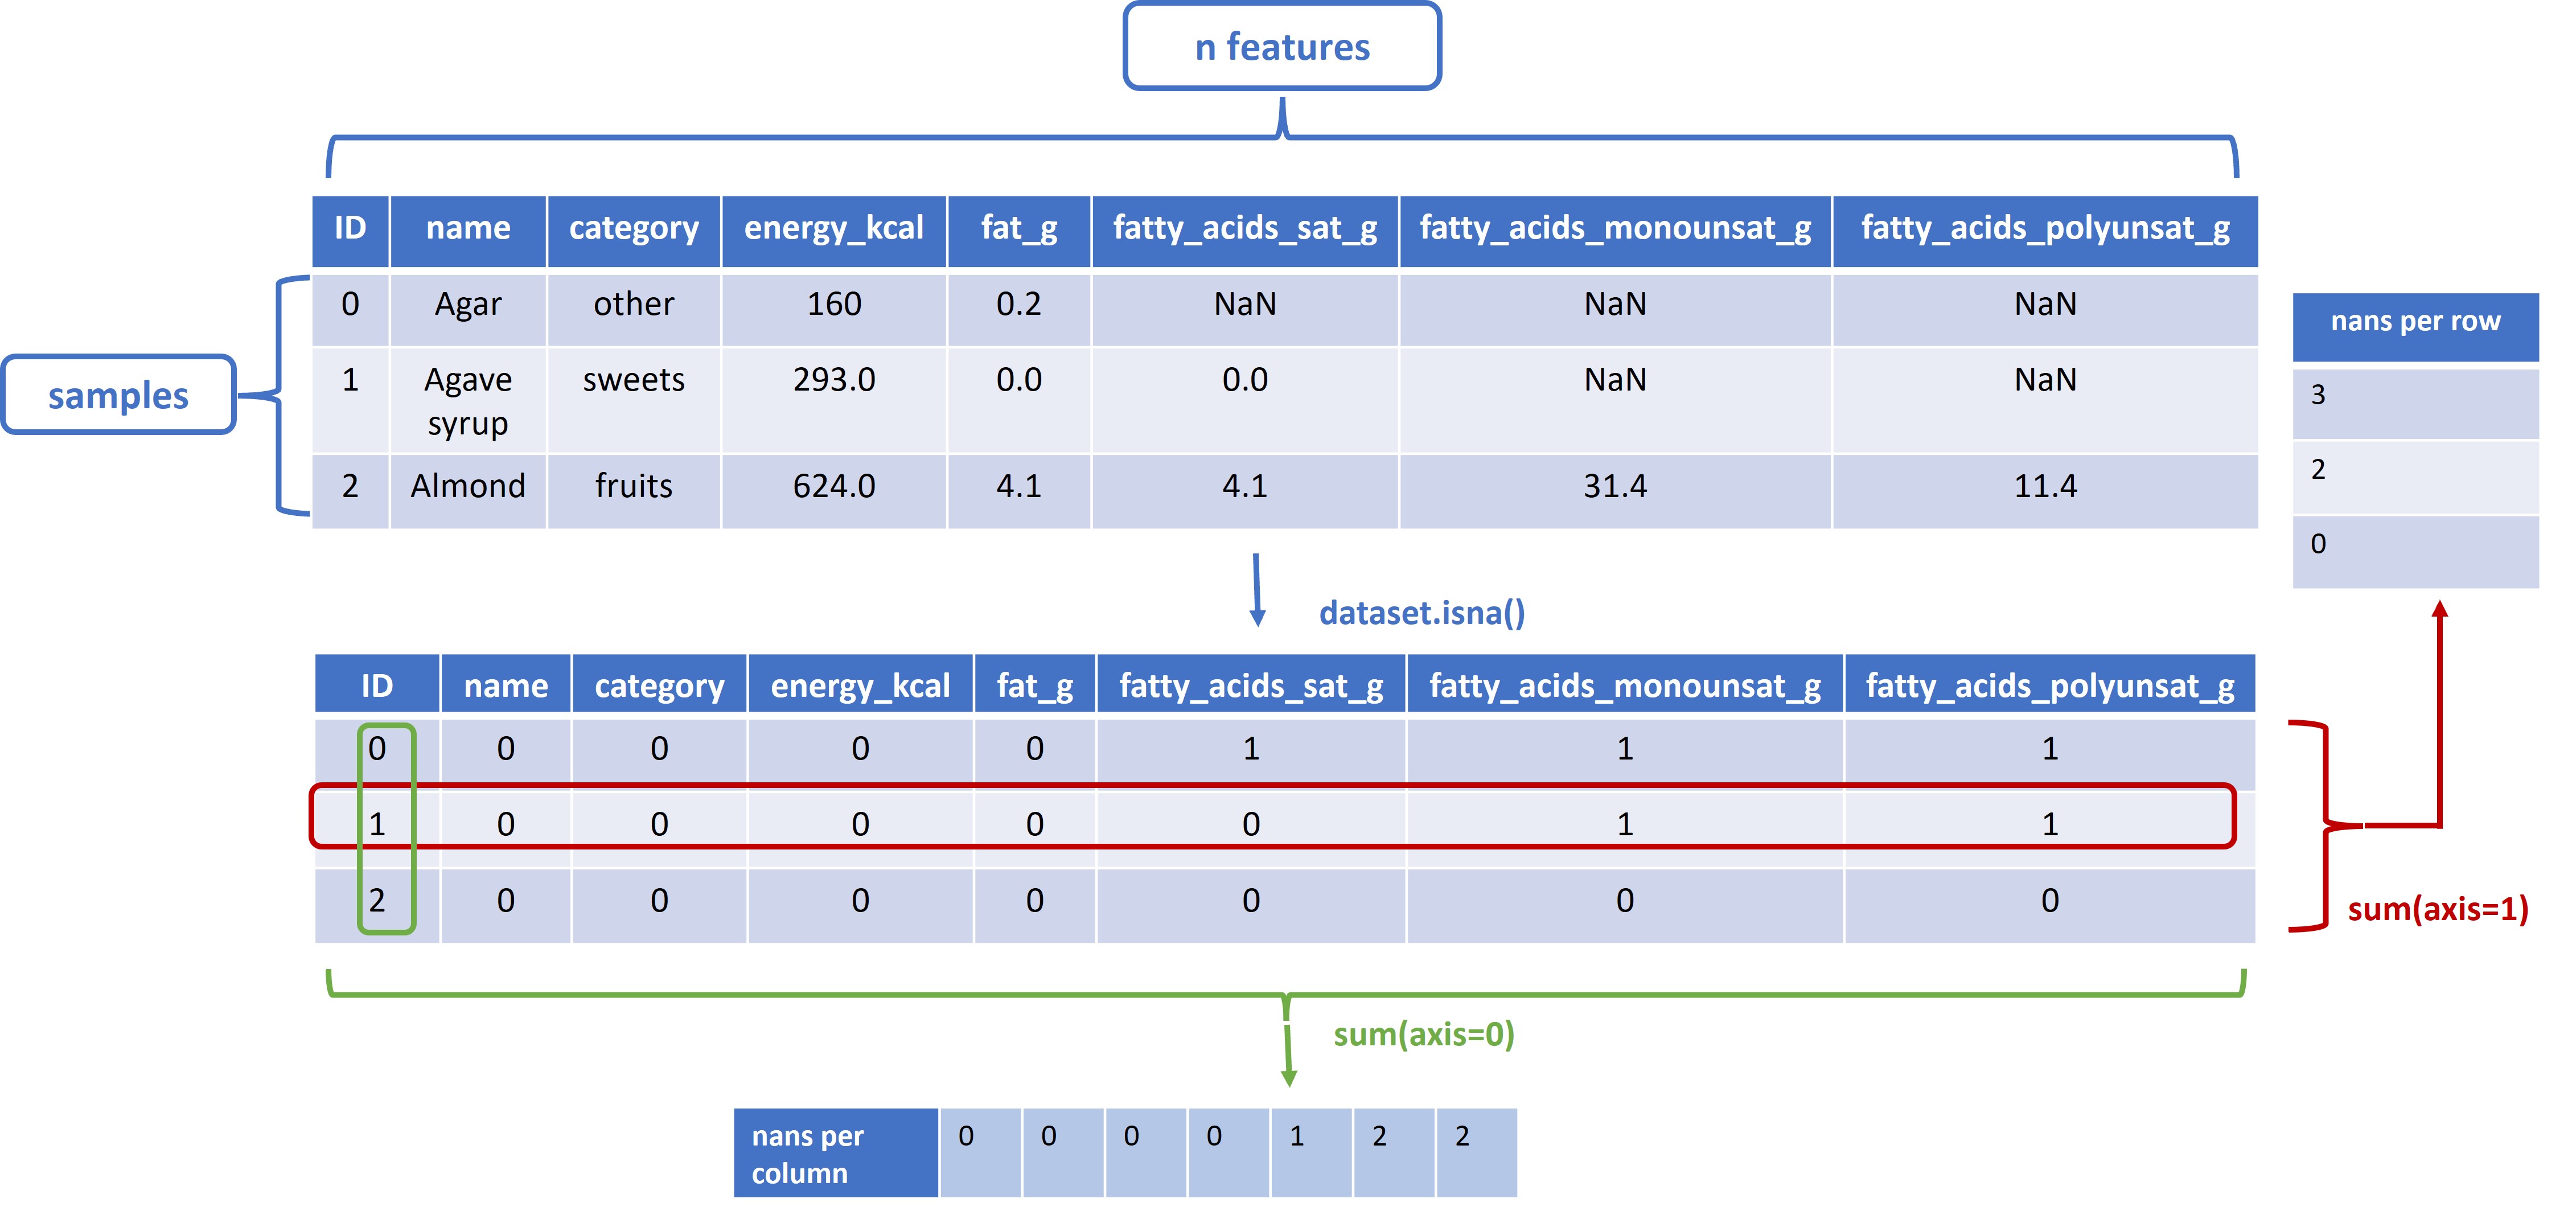 n features
ID name category energy_kcal fat_g fatty_acids_sat_g fatty_acids_monounsat_g fatty_acids_polyunsat_g
0 Agar other 160 0.2 NaN NaN NaN
1 Agave syrup sweets 293.0 0.0 0.0 NaN NaN
2 Almond fruits 624.0 4.1 4.1 31.4 11.4
samples
nans per row
3
2
0
dataset.isna()
ID name category energy_kcal fat_g fatty_acids_sat_g fatty_acids_monounsat_g fatty_acids_polyunsat_g
0 0 0 0 0 1 1 1
1 0 0 0 0 0 1 1
2 0 0 0 0 0 0 0
sum(axis=1)
sum(axis=0)
nans per
column
0 0 0 0 1 2 2